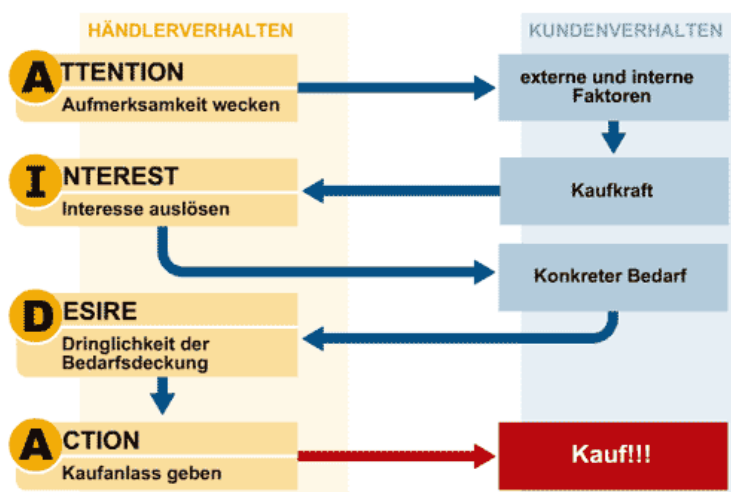 HÄNDLERVERHALTEN
KUNDENVERHALTEN
ATTENTION
Aufmerksamkeit wecken
externe und interne
Faktoren
INTEREST
Interesse auslösen
Kaufkraft
Konkreter Bedarf
DESIRE
Dringlichkeit der
Bedarfsdeckung
ACTION
Kaufanlass geben
Kauf!!!